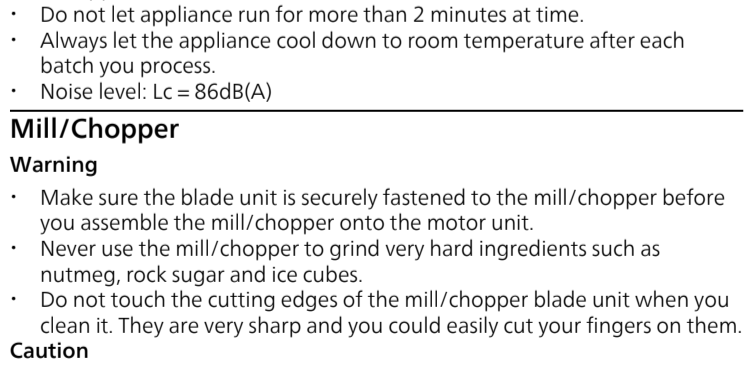 · Do not let appliance run for more than 2 minutes at time.
· Always let the appliance cool down to room temperature after each
batch you process.
· Noise level: Lc = 86dB(A)
Mill/Chopper
Warning
· Make sure the blade unit is securely fastened to the mill/chopper before
you assemble the mill/chopper onto the motor unit.
· Never use the mill/chopper to grind very hard ingredients such as
nutmeg, rock sugar and ice cubes.
· Do not touch the cutting edges of the mill/chopper blade unit when you
clean it. They are very sharp and you could easily cut your fingers on them.
Caution